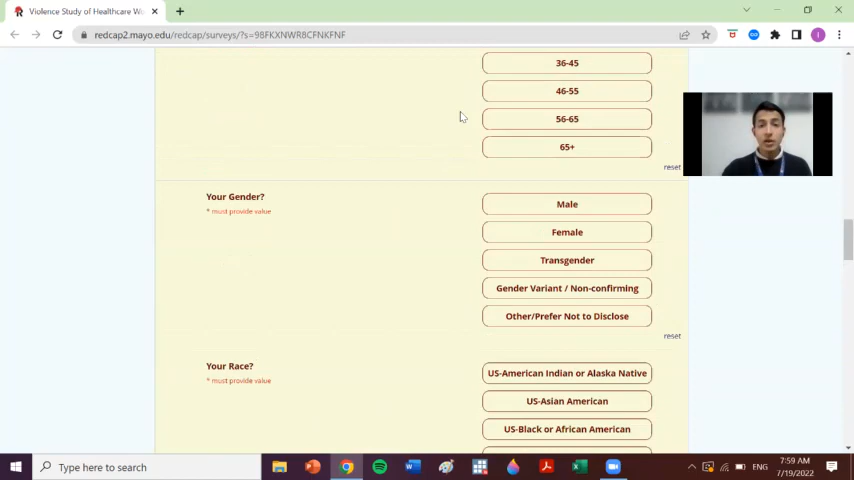 Violence Study of Healthcare Wo
redcap2.mayo.edu/redcap/surveys/?s=98FKXNWR8CFNKFNF
36-45
46-55
56-65
65+
reset
Your Gender?
* must provide value
Male
Female
Transgender
Gender Variant / Non-confirming
Other/Prefer Not to Disclose
reset
Your Race?
* must provide value
US-American Indian or Alaska Native
US-Asian American
US-Black or African American
Type here to search
ENG
7:59 AM
7/19/2022